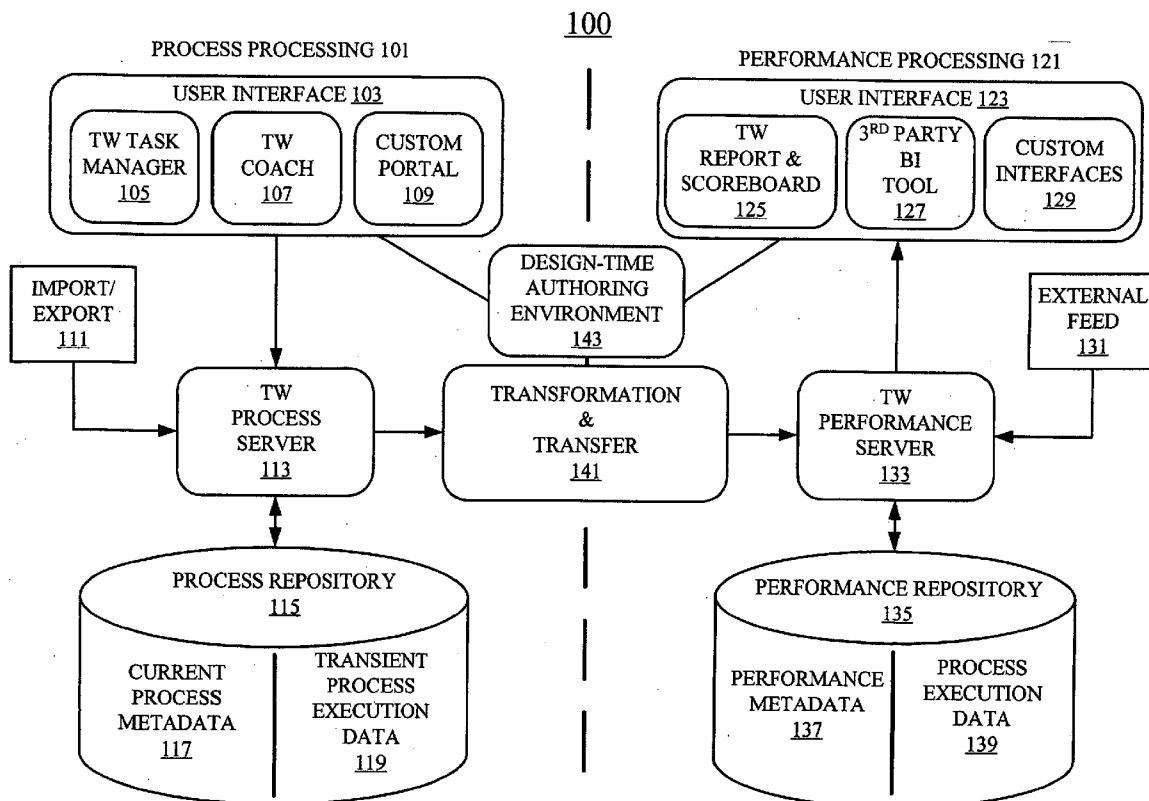 100
PROCESS PROCESSING 101
USER INTERFACE 103
TW TASK
MANAGER
105
TW
COACH
107
CUSTOM
PORTAL
109
PERFORMANCE PROCESSING 121
USER INTERFACE 123
TW
REPORT &
SCOREBOARD
125
3RD PARTY
BI
TOOL
127
CUSTOM
INTERFACES
129
IMPORT/
EXPORT
111
DESIGN-TIME
AUTHORING
ENVIRONMENT
143
EXTERNAL
FEED
131
TW
PROCESS
SERVER
113
TRANSFORMATION
&
TRANSFER
141
TW
PERFORMANCE
SERVER
133
PROCESS REPOSITORY
115
CURRENT
PROCESS
METADATA
117
TRANSIENT
PROCESS
EXECUTION
DATA
119
PERFORMANCE REPOSITORY
135
PERFORMANCE
METADATA
137
PROCESS
EXECUTION
DATA
139